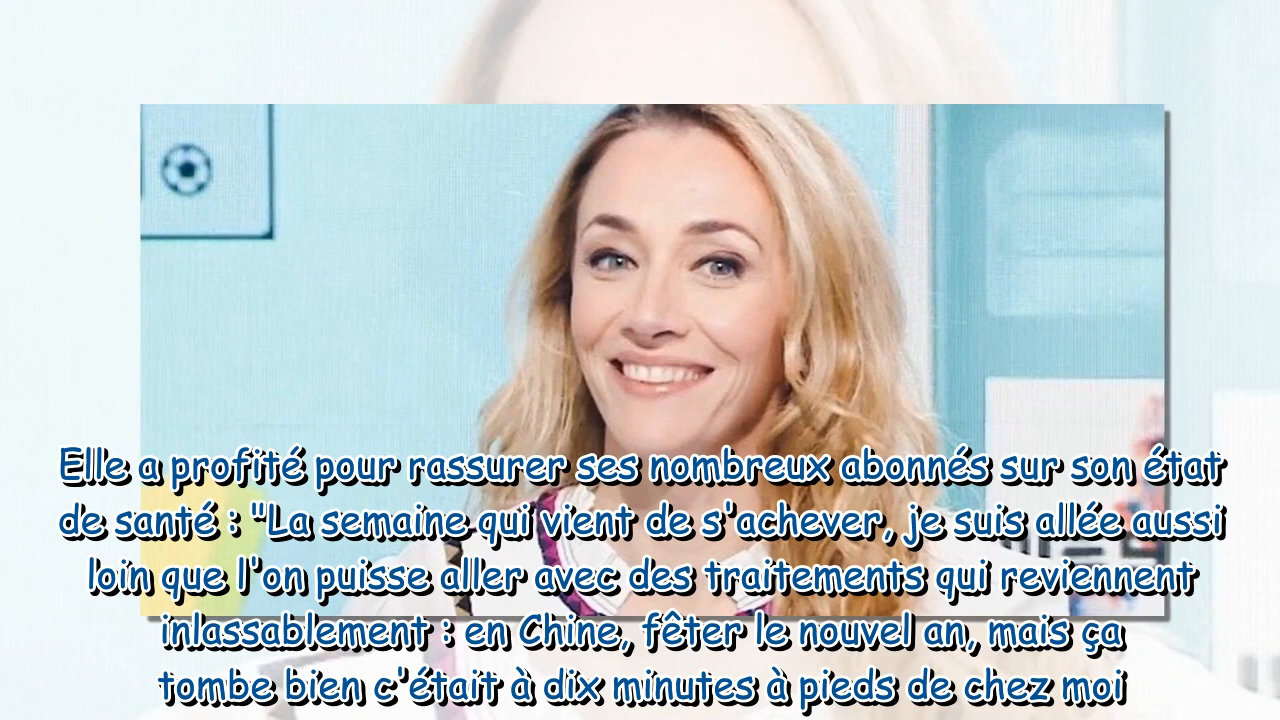 Elle a profité pour rassurer ses nombreux abonnés sur son état
de santé : "La semaine qui vient de s'achever, je suis allée aussi
loin que l'on puisse aller avec des traitements qui reviennent
inlassablement : en Chine, fêter le nouvel an, mais ça
tombe bien c'était à dix minutes à pieds de chez moi